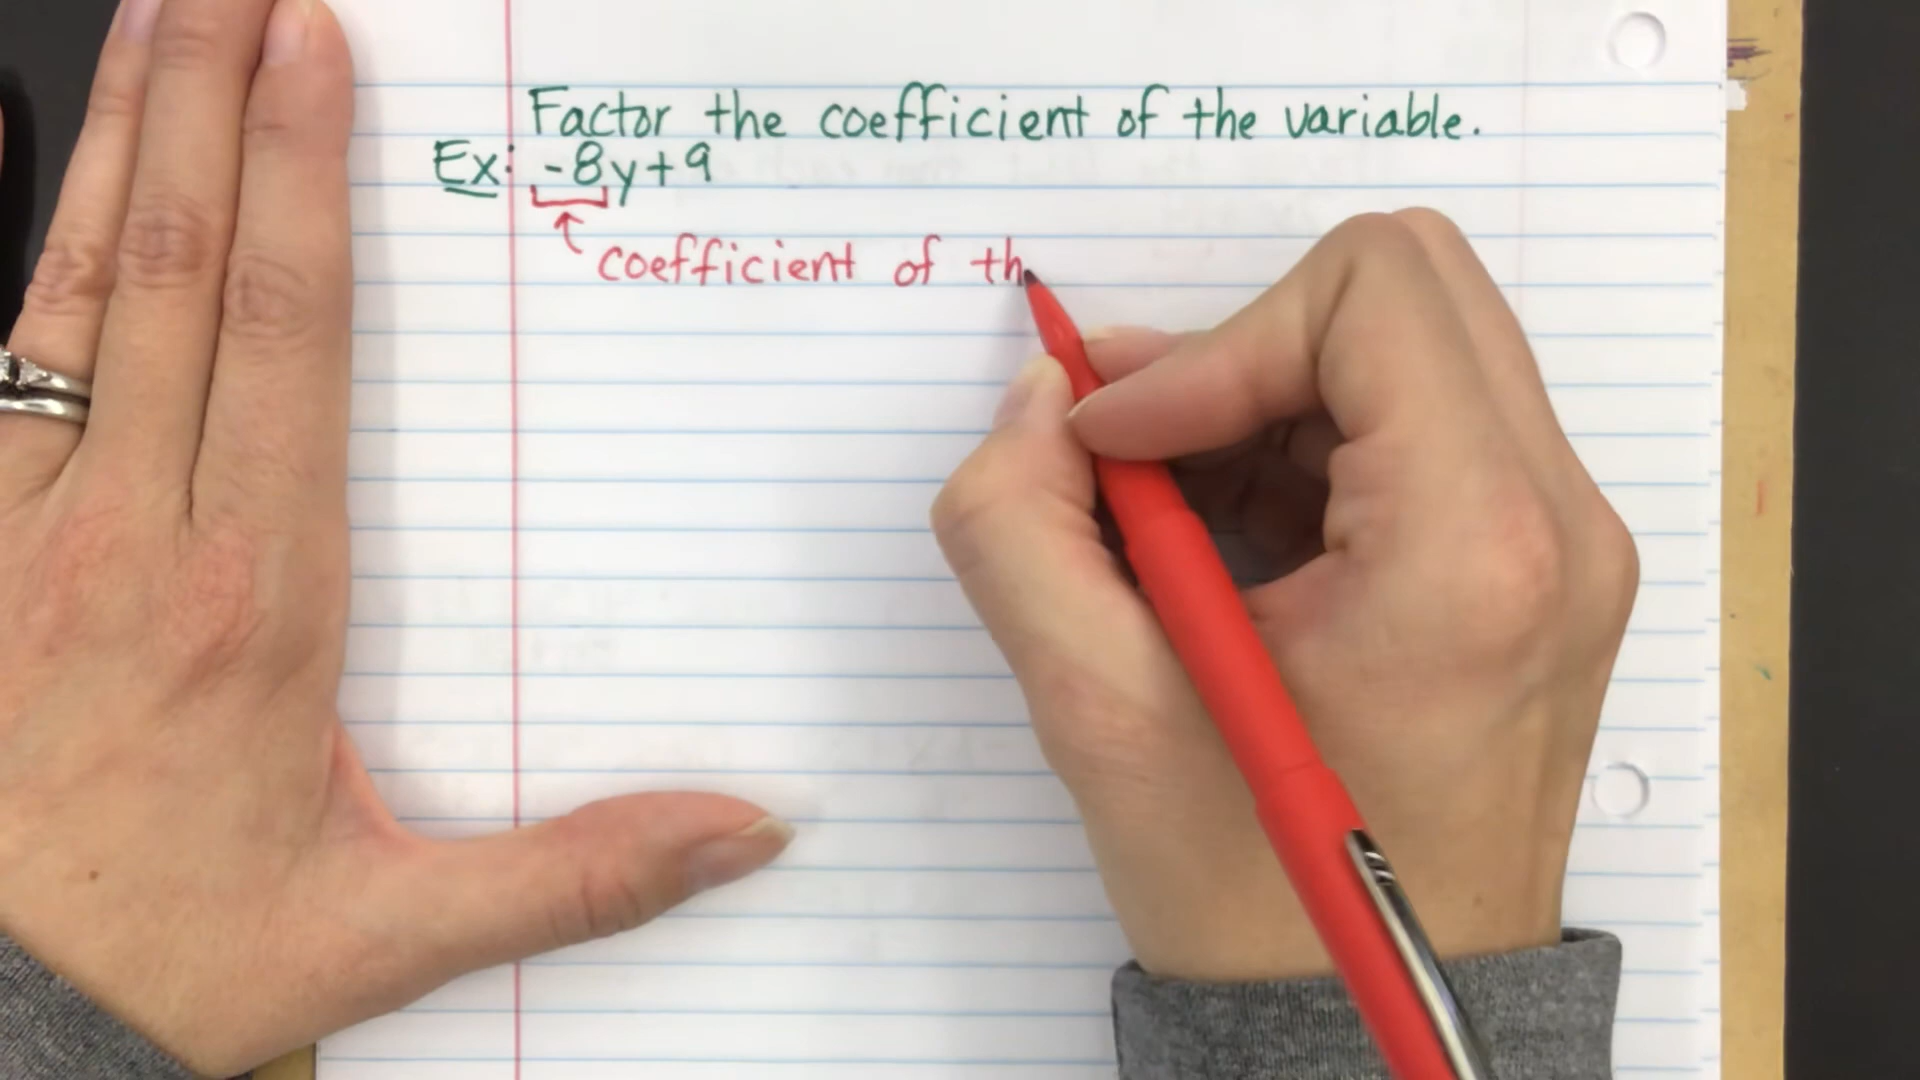 Factor the coefficient of the variable.
Ex: -8y+9
coefficient of th